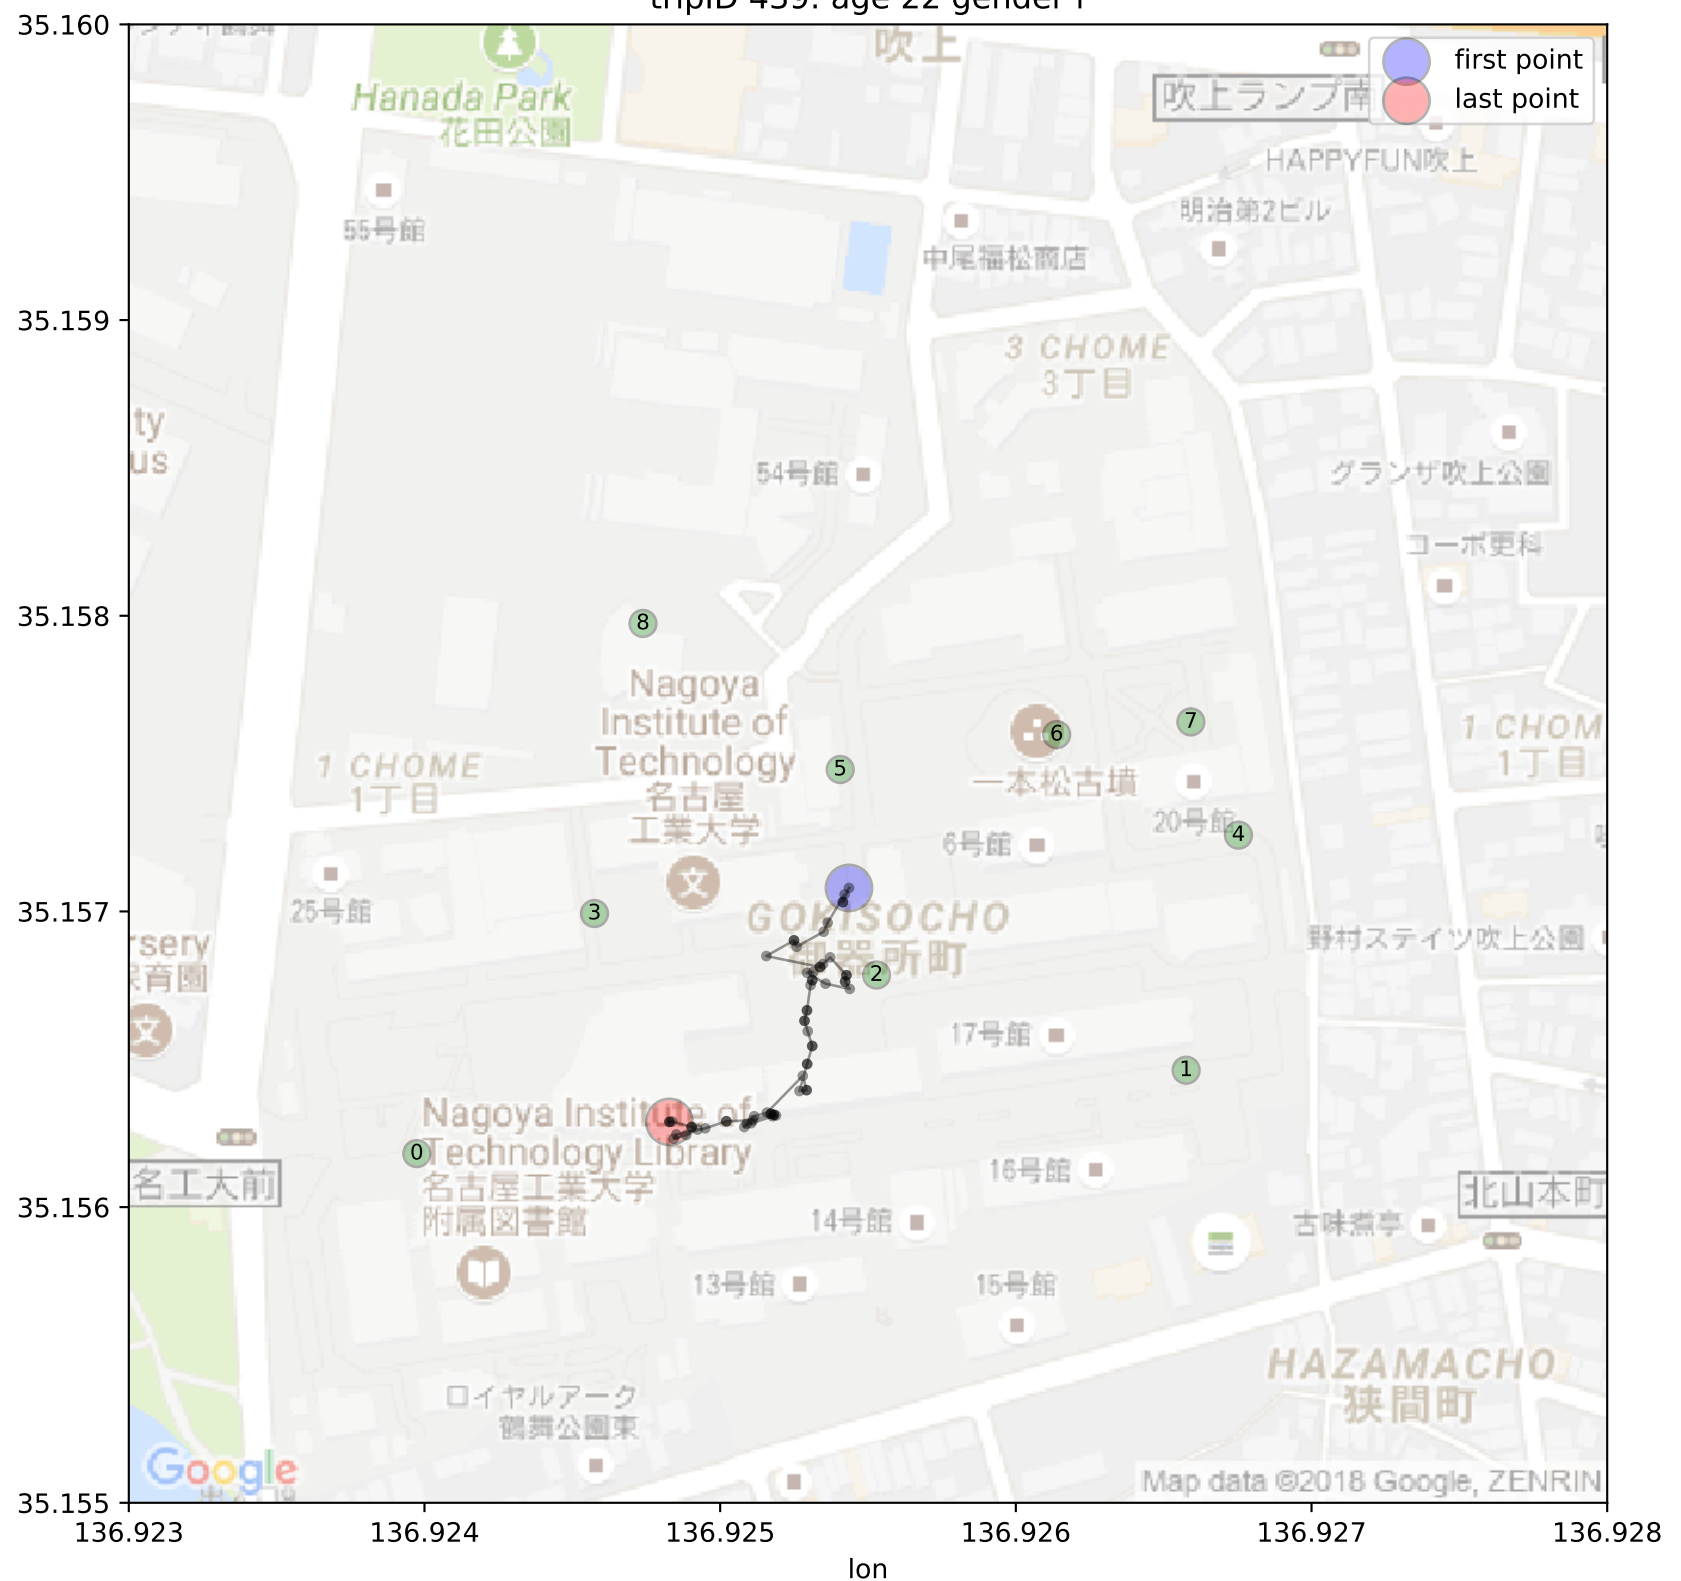 35.160
first point
last point
吹上
吹上ランプ南
Hanada Park
花田公園
HAPPYFUN吹上
55号館
明治第2ビル
中尾福松商店
35.159
3 CHOME
3丁目
ty
us
54号館
グランザ吹上公園
コーポ更科
35.158
8
Nagoya
Institute of
Technology
名古屋
工業大学
7
6
1 CHOM
1丁目
1 CHOME
1丁目
5
一本松古墳
20号館
4
6号館
25号館
3
35.157
GOKISOCHO
御器所町
野村ステイツ吹上公園
rsery
育園
2
17号館
1
Nagoya Institute of
Technology Library
名古屋工業大学
附属図書館
0
名工大前
16号館
北山本町
35.156
14号館
古味煮亭
13号館
15号館
HAZAMACHO
狭間町
ロイヤルアーク
鶴舞公園東
Google
Map data ©2018 Google, ZENRIN
35.155
136.923
136.924
136.925
136.926
136.927
136.928
lon